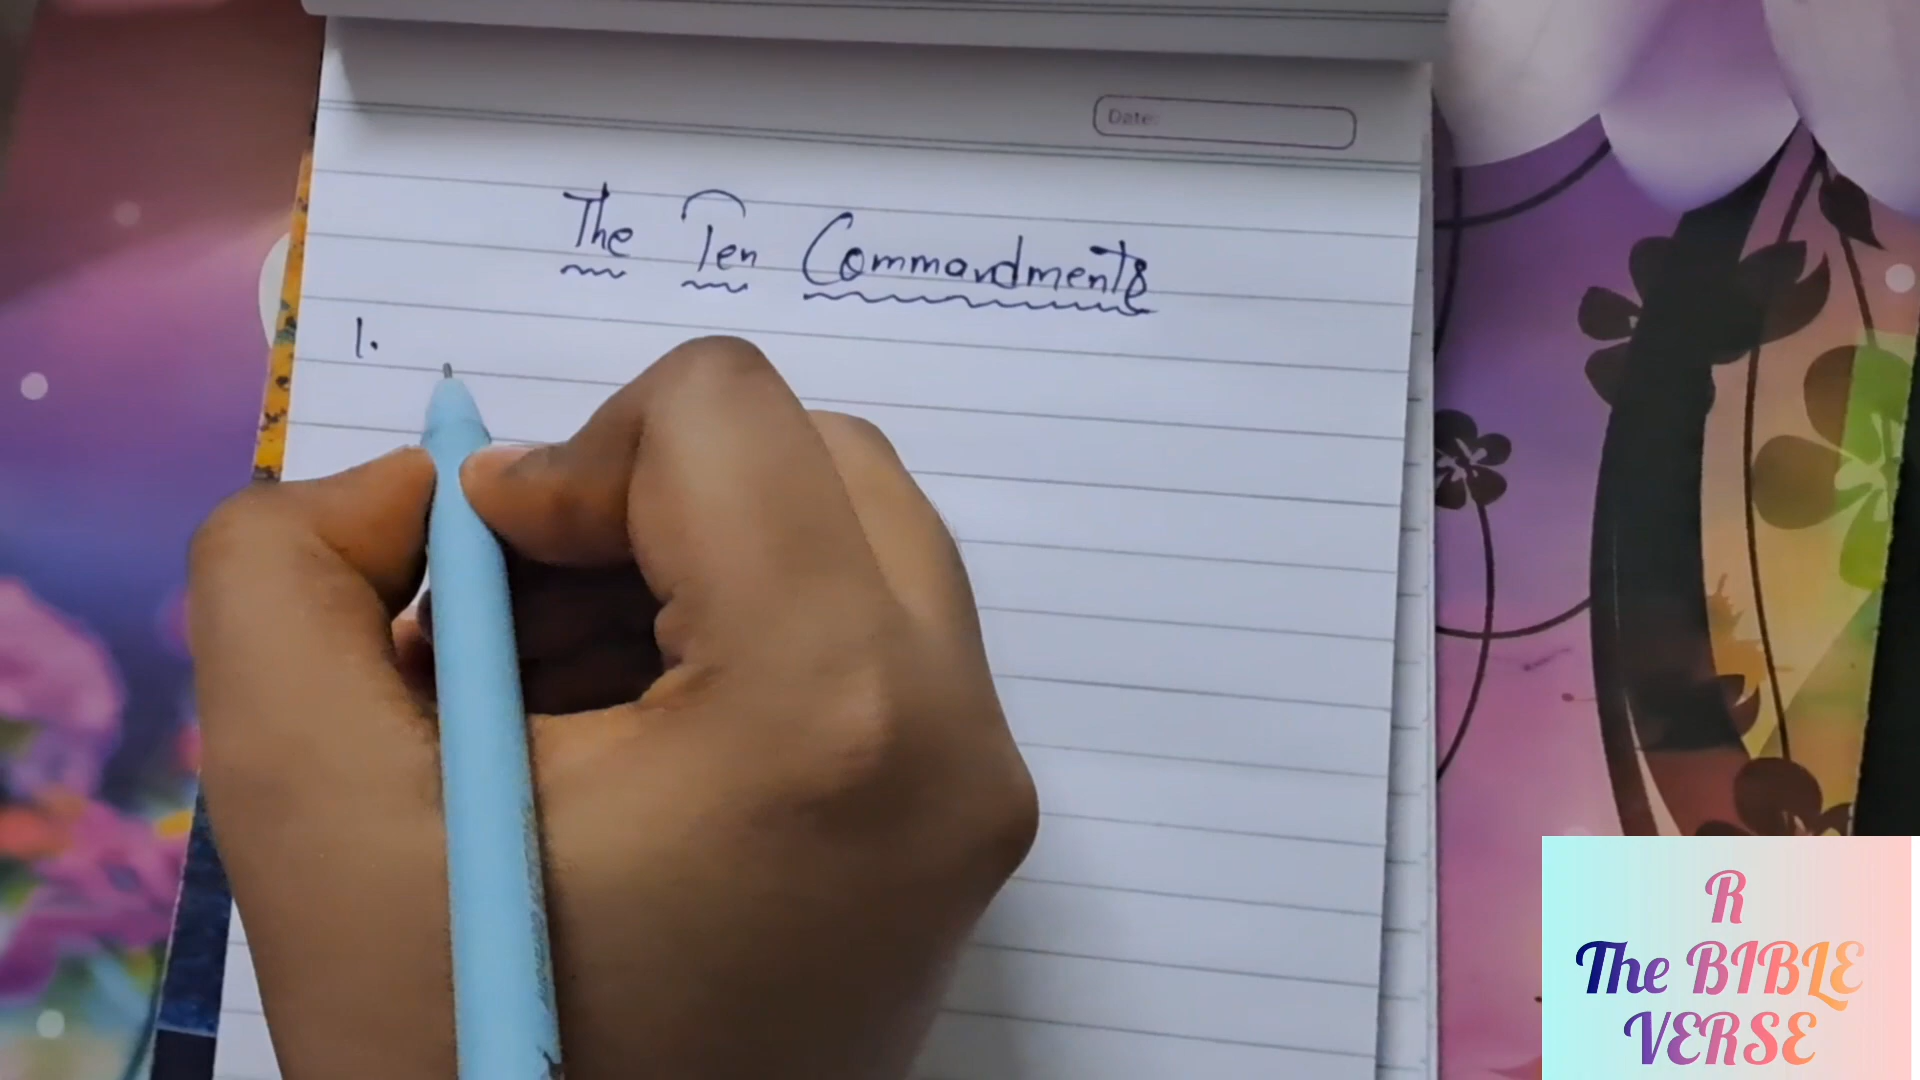 Date:
The Ten Commandments
1.
R
The BIBLE
VERSE